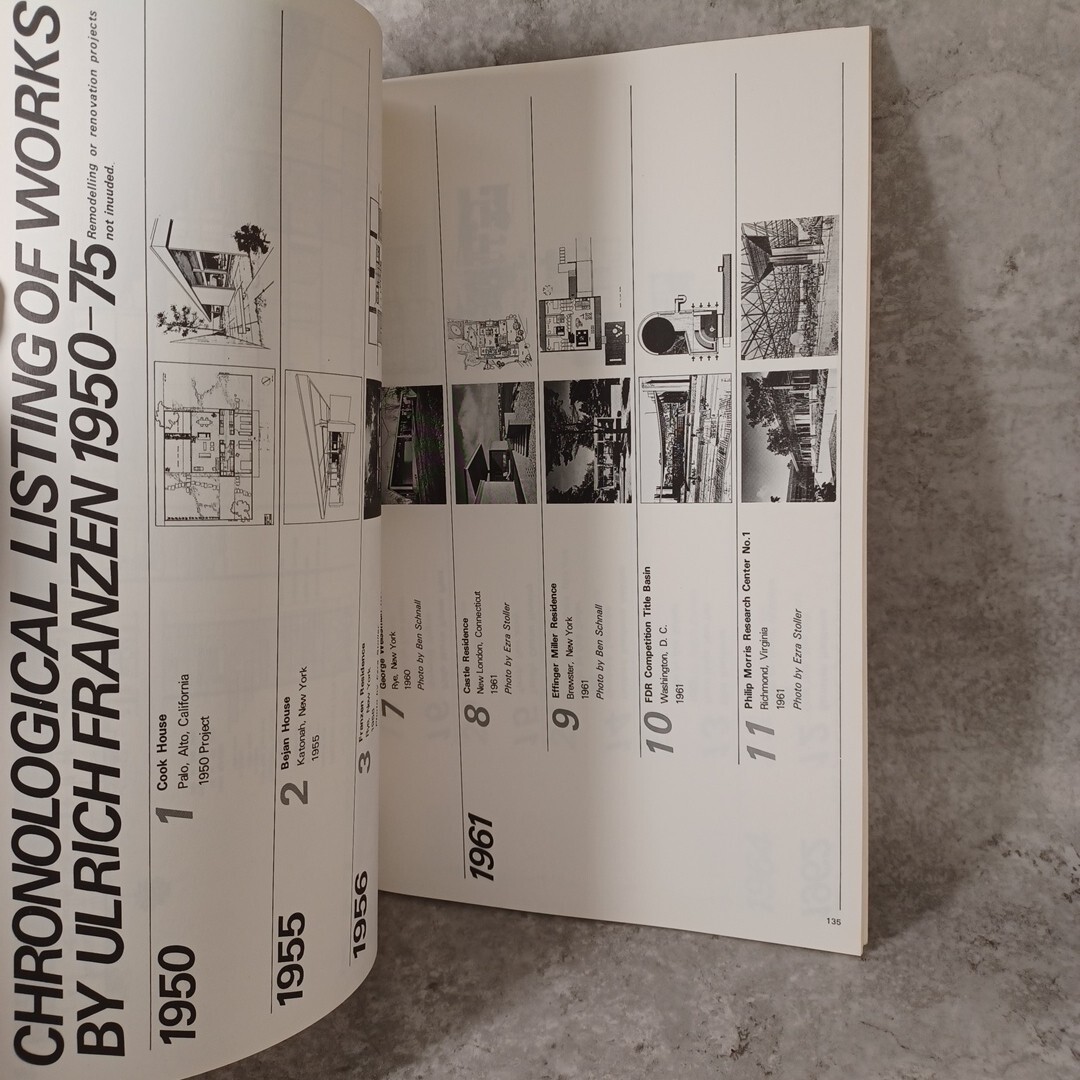 CHRONOLOGICAL LISTING OF WORKS
BY ULRICH FRANZEN 1950-75
Remodelling or renovation projects
not inuuded.
1950
1
Cook House
Palo, Alto, California
1950 Project
1955
2
Bejan House
Katonah, New York
1955
1956
3
Franzen Residence
Rye, New York
7
George
Rye, New York
1960
Photo by Ben Schnall
1961
8
Castle Residence
New London, Connecticut
1961
Photo by Ezra Stoller
9
Effinger Miller Residence
Brewster, New York
1961
Photo by Ben Schnall
10
FDR Competition Title Basin
Washington, D. C.
1961
11
Philip Morris Research Center No.1
Richmond, Virginia
1961
Photo by Ezra Stoller
135